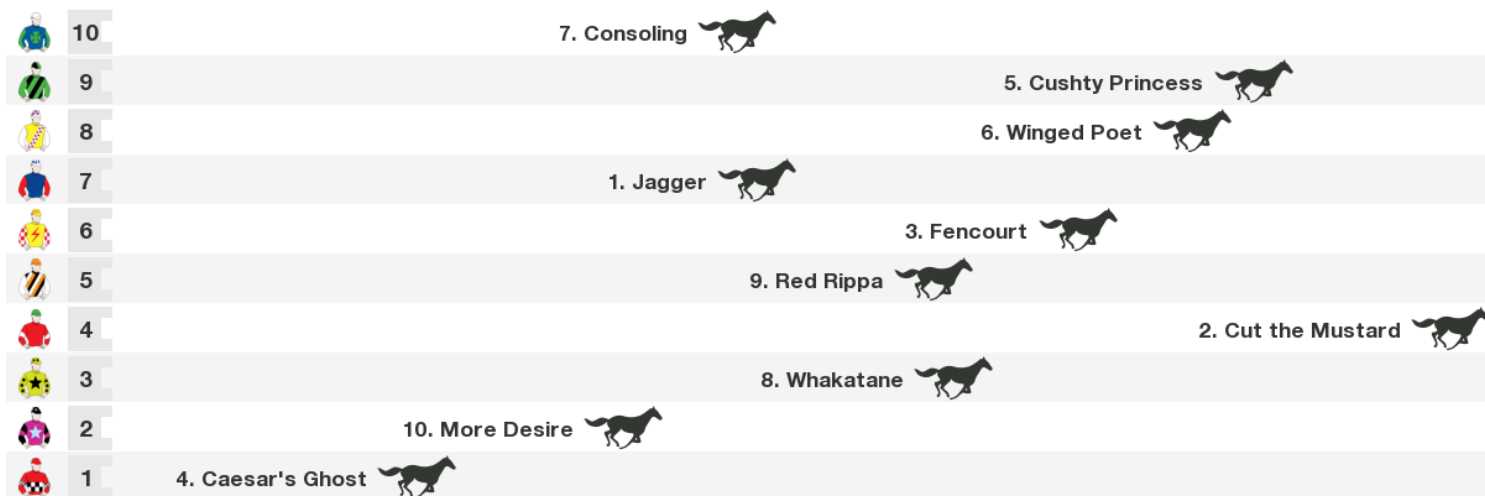 10 7. Consoling
9 5. Cushty Princess
8 6. Winged Poet
7 1. Jagger
6 3. Fencourt
5 9. Red Rippa
4 2. Cut the Mustard
3 8. Whakatane
2 10. More Desire
1 4. Caesar's Ghost